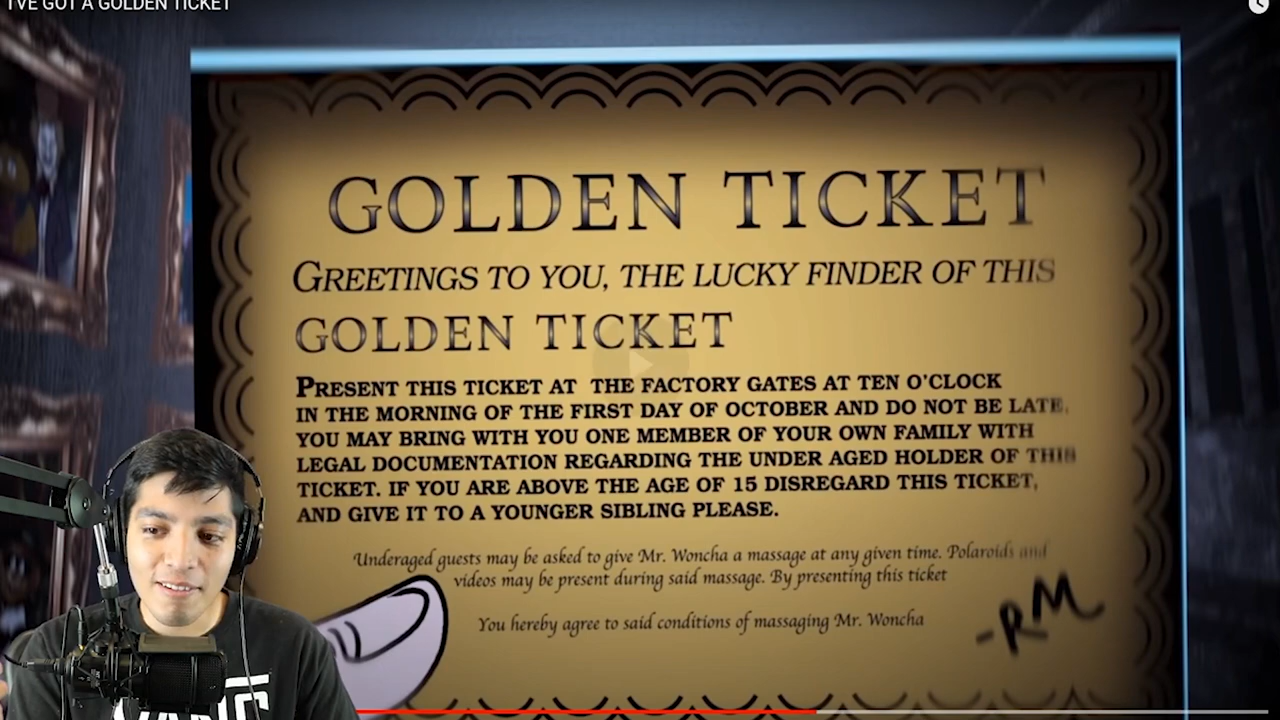 I'VE GOT A GOLDEN TICKET
GOLDEN TICKET
GREETINGS TO YOU, THE LUCKY FINDER OF THIS
GOLDEN TICKET
PRESENT THIS TICKET AT THE FACTORY GATES AT TEN O'CLOCK
IN THE MORNING OF THE FIRST DAY OF OCTOBER AND DO NOT BE LATE.
YOU MAY BRING WITH YOU ONE MEMBER OF YOUR OWN FAMILY WITH
LEGAL DOCUMENTATION REGARDING THE UNDER AGED HOLDER OF THIS
TICKET. IF YOU ARE ABOVE THE AGE OF 15 DISREGARD THIS TICKET,
AND GIVE IT TO A YOUNGER SIBLING PLEASE.
Underaged guests may be asked to give Mr. Woncha a massage at any given time. Polaroids and
videos may be present during said massage. By presenting this ticket
You hereby agree to said conditions of massaging Mr. Woncha
-RM